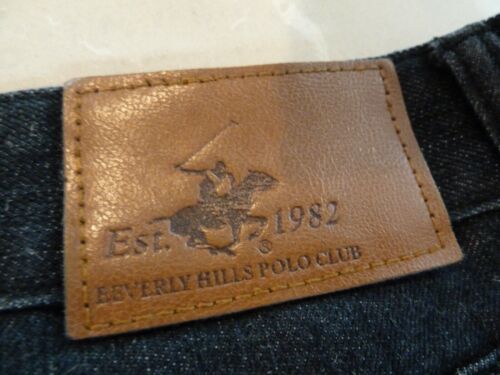 Est. ® 1982
BEVERLY HILLS POLO CLUB